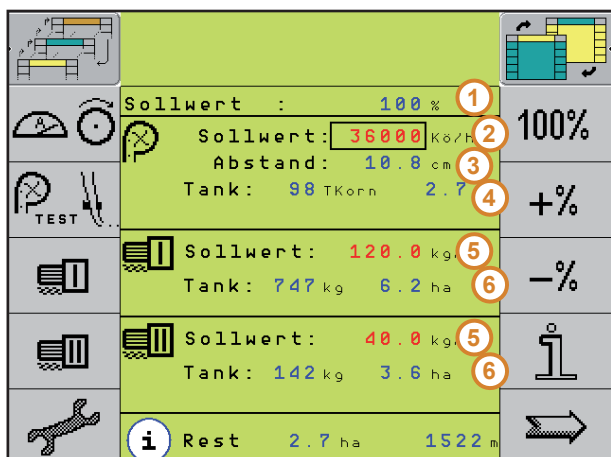 Sollwert : 100 % 1
Sollwert: 36000 Kö/h 2
Abstand: 10.8 cm 3
Tank: 98 TKorn 2.7 4
I Sollwert: 120.0 kg/ 5
Tank: 747 kg 6.2 ha 6
II Sollwert: 40.0 kg/ 5
Tank: 142 kg 3.6 ha 6
i Rest 2.7 ha 1522 m
A
TEST
I
II
100%
+%
-%
i